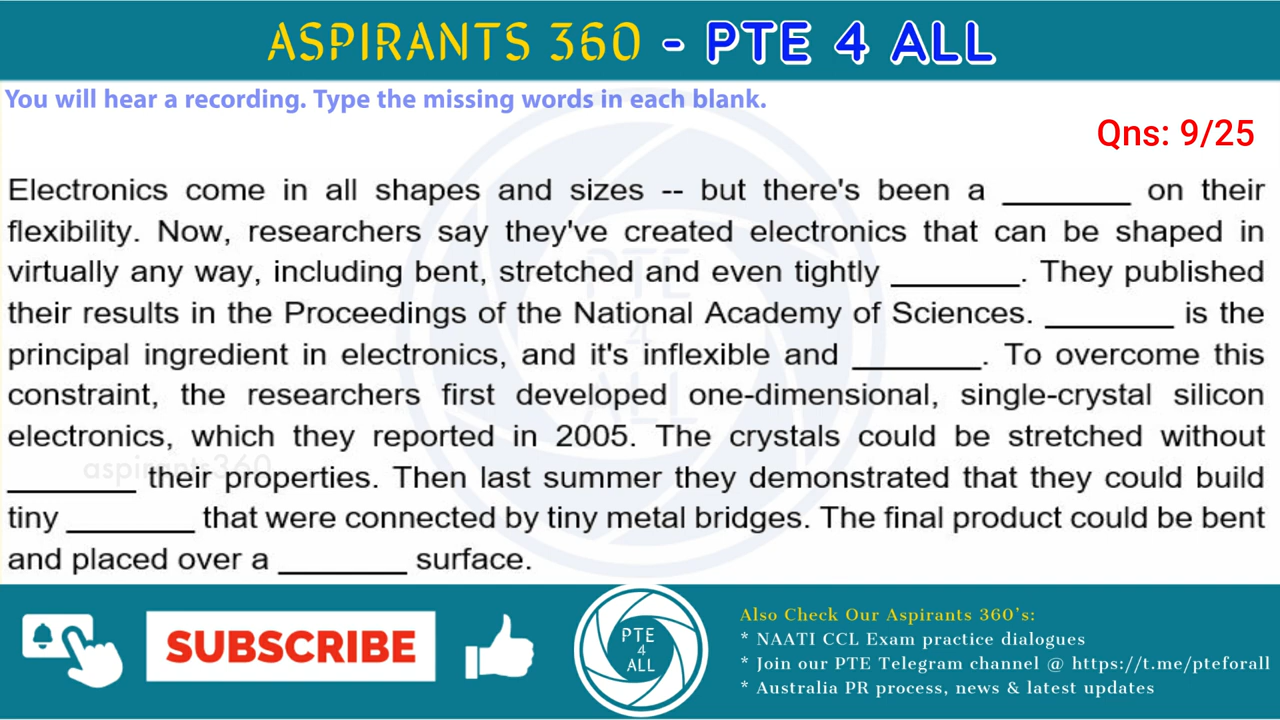 ASPIRANTS 360 - PTE 4 ALL
You will hear a recording. Type the missing words in each blank.
Qns: 9/25
Electronics come in all shapes and sizes -- but there's been a ________ on their
flexibility. Now, researchers say they've created electronics that can be shaped in
virtually any way, including bent, stretched and even tightly ________. They published
their results in the Proceedings of the National Academy of Sciences. ________ is the
principal ingredient in electronics, and it's inflexible and ________. To overcome this
constraint, the researchers first developed one-dimensional, single-crystal silicon
electronics, which they reported in 2005. The crystals could be stretched without
________ their properties. Then last summer they demonstrated that they could build
tiny ________ that were connected by tiny metal bridges. The final product could be bent
and placed over a ________ surface.
PTE
4
ALL
aspirants360
SUBSCRIBE
PTE
4
ALL
Also Check Our Aspirants 360's:
* NAATI CCL Exam practice dialogues
* Join our PTE Telegram channel @ https://t.me/pteforall
* Australia PR process, news & latest updates